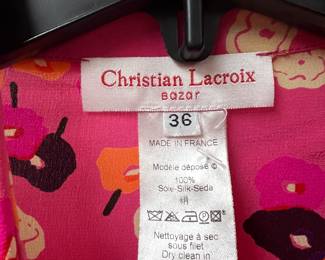 Christian Lacroix
Bazar
36
MADE IN FRANCE
Modèle déposé ©
100%
Soie-Silk-Seda
Nettoyage à sec
sous filet
Dry clean in